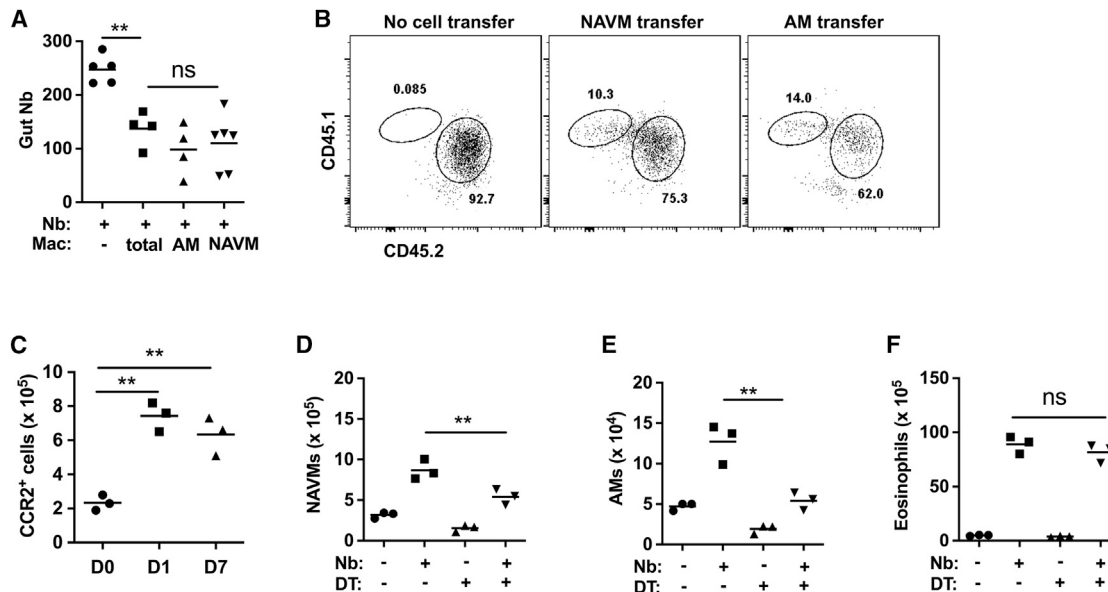 A
**
ns
300
200
100
0
Gut Nb
Nb: + + + +
Mac: - total AM NAVM
B
No cell transfer NAVM transfer AM transfer
0.085 10.3 14.0
92.7 75.3 62.0
CD45.1
CD45.2
C
**
**
10
8
6
4
2
0
CCR2+ cells (x 10⁵)
D0 D1 D7
D
**
20
15
10
5
0
NAVMs (x 10⁵)
Nb: - + - +
DT: - - + +
E
**
20
15
10
5
0
AMs (x 10⁴)
Nb: - + - +
DT: - - + +
F
ns
150
100
50
0
Eosinophils (x 10⁵)
Nb: - + - +
DT: - - + +